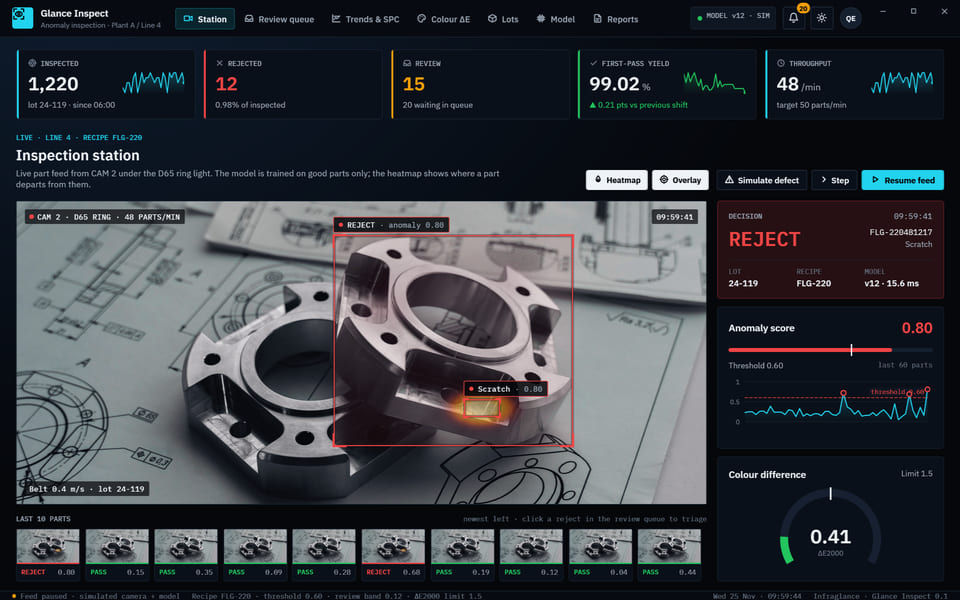 Glance Inspect
Anomaly inspection · Plant A / Line 4
Station
Review queue
Trends & SPC
Colour ΔE
Lots
Model
Reports
MODEL v12 · SIM
20
QE
INSPECTED
1,220
lot 24-119 · since 06:00
REJECTED
12
0.98% of inspected
REVIEW
15
20 waiting in queue
FIRST-PASS YIELD
99.02 %
▲ 0.21 pts vs previous shift
THROUGHPUT
48 /min
target 50 parts/min
LIVE · LINE 4 · RECIPE FLG-220
Inspection station
Live part feed from CAM 2 under the D65 ring light. The model is trained on good parts only; the heatmap shows where a part
departs from them.
Heatmap
Overlay
Simulate defect
Step
Resume feed
CAM 2 · D65 RING · 48 PARTS/MIN
09:59:41
REJECT · anomaly 0.80
Scratch · 0.80
A
Belt 0.4 m/s · lot 24-119
DECISION
09:59:41
REJECT
FLG-220481217
Scratch
LOT
RECIPE
MODEL
24-119
FLG-220
v12 · 15.6 ms
Anomaly score
0.80
Threshold 0.60
last 60 parts
1
threshold 0.60
0.5
0
Colour difference
Limit 1.5
0.41
ΔE2000
LAST 10 PARTS
newest left · click a reject in the review queue to triage
REJECT 0.80
PASS 0.15
PASS 0.35
PASS 0.09
PASS 0.28
REJECT 0.68
PASS 0.19
PASS 0.12
PASS 0.04
PASS 0.44
Feed paused · simulated camera + model
Recipe FLG-220 · threshold 0.60 · review band 0.12 · ΔE2000 limit 1.5
Wed 25 Nov · 09:59:44
Infraglance · Glance Inspect 0.1